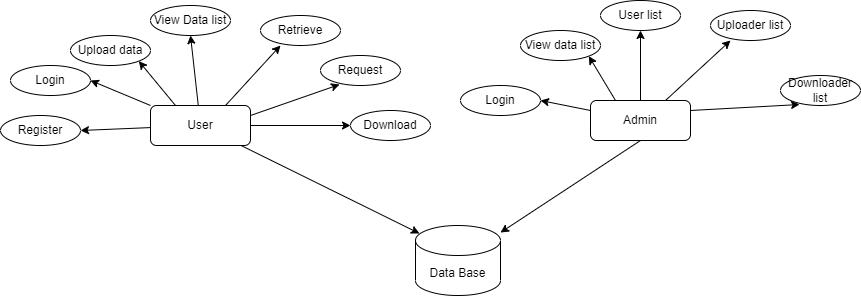 View Data list
Retrieve
User list
Uploader list
Upload data
View data list
Login
Request
Login
Downloader
list
Register
User
Download
Admin
Data Base